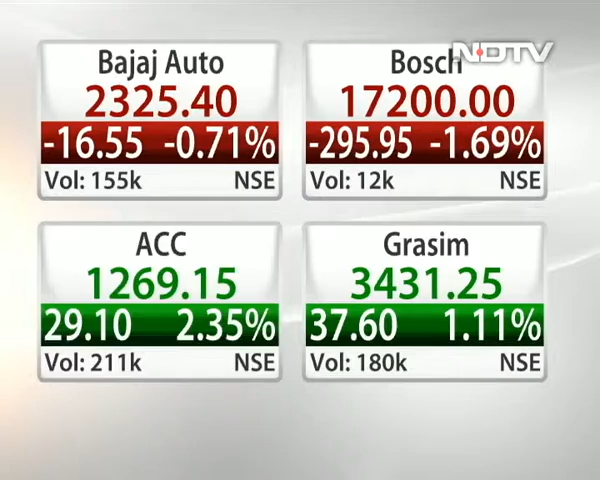 NDTV
Bajaj Auto
2325.40
-16.55 -0.71%
Vol: 155k NSE
Bosch
17200.00
-295.95 -1.69%
Vol: 12k NSE
ACC
1269.15
29.10 2.35%
Vol: 211k NSE
Grasim
3431.25
37.60 1.11%
Vol: 180k NSE